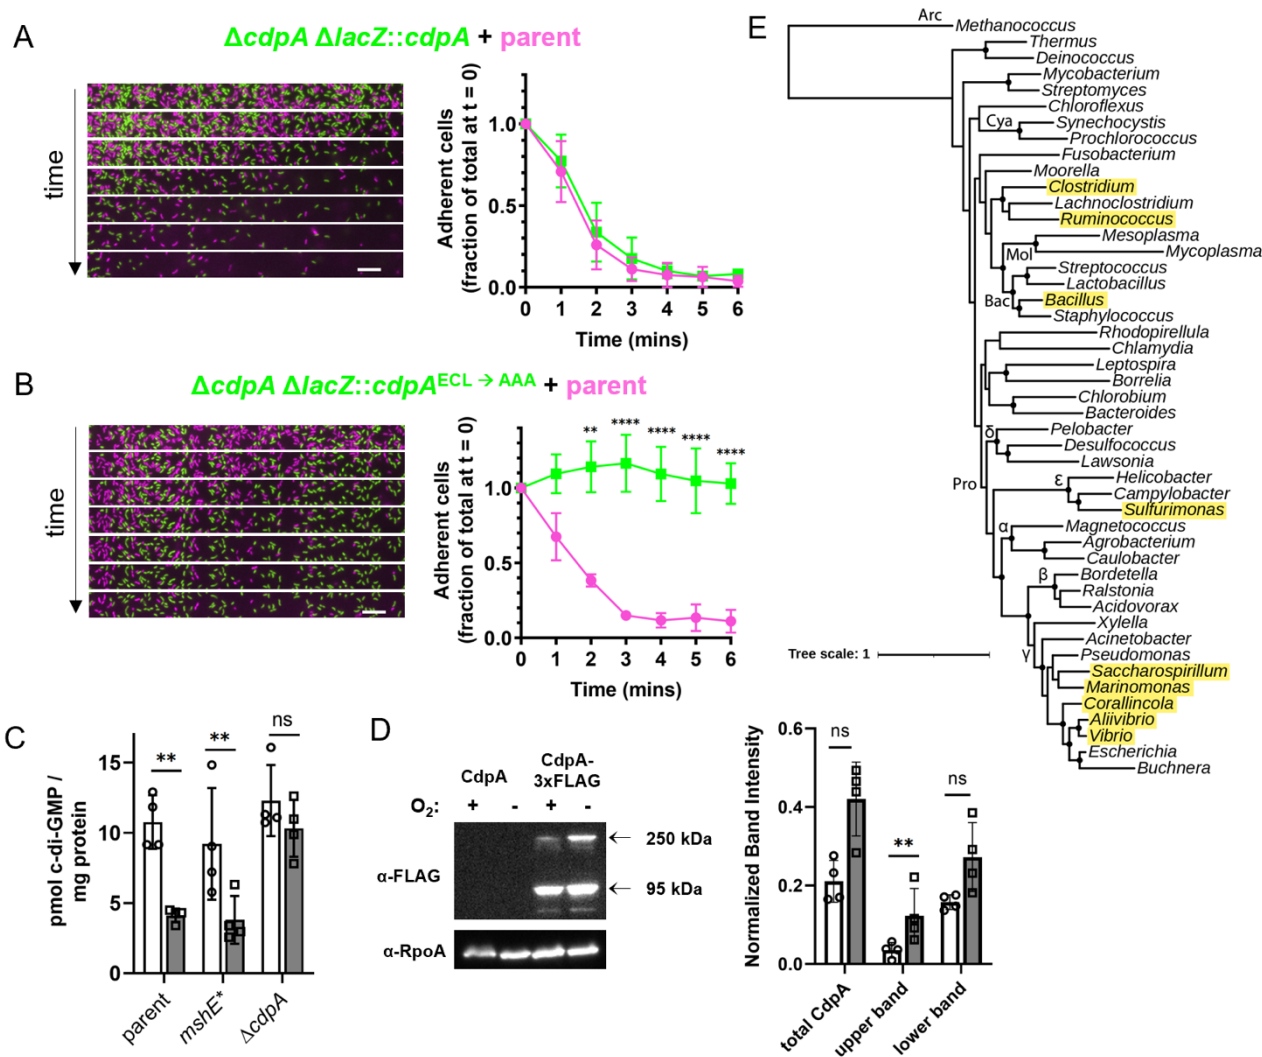 A
ΔcdpA ΔlacZ::cdpA + parent
time
Adherent cells
(fraction of total at t = 0)
1.0
0.5
0.0
0 1 2 3 4 5 6
Time (mins)
B
ΔcdpA ΔlacZ::cdpA^ECL → AAA + parent
time
Adherent cells
(fraction of total at t = 0)
** **** **** **** ****
1.0
0.5
0.0
0 1 2 3 4 5 6
Time (mins)
C
pmol c-di-GMP /
mg protein
** ** ns
15
10
5
0
parent mshE* ΔcdpA
D
CdpA CdpA-
3xFLAG
O₂: + - + -
α-FLAG
← 250 kDa
← 95 kDa
α-RpoA
Normalized Band Intensity
ns ** ns
0.6
0.4
0.2
0.0
total CdpA upper band lower band
E
Arc
Methanococcus
Thermus
Deinococcus
Mycobacterium
Streptomyces
Chloroflexus
Cya
Synechocystis
Prochlorococcus
Fusobacterium
Moorella
Clostridium
Lachnoclostridium
Ruminococcus
Mesoplasma
Mol
Mycoplasma
Streptococcus
Lactobacillus
Bac
Bacillus
Staphylococcus
Rhodopirellula
Chlamydia
Leptospira
Borrelia
Chlorobium
Bacteroides
δ
Pelobacter
Desulfococcus
Lawsonia
Pro
ε
Helicobacter
Campylobacter
Sulfurimonas
α
Magnetococcus
Agrobacterium
Caulobacter
β
Bordetella
Ralstonia
Acidovorax
Xylella
γ
Acinetobacter
Pseudomonas
Saccharospirillum
Marinomonas
Corallincola
Aliivibrio
Vibrio
Escherichia
Buchnera
Tree scale: 1